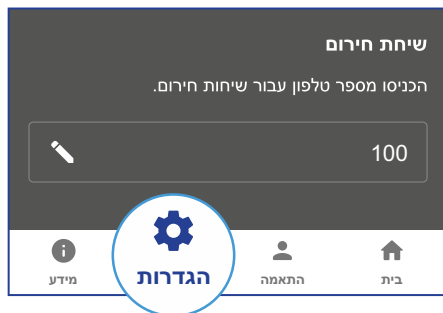 שיחת חירום
הכניסו מספר טלפון עבור שיחות חירום.
100
בית
התאמה
הגדרות
מידע